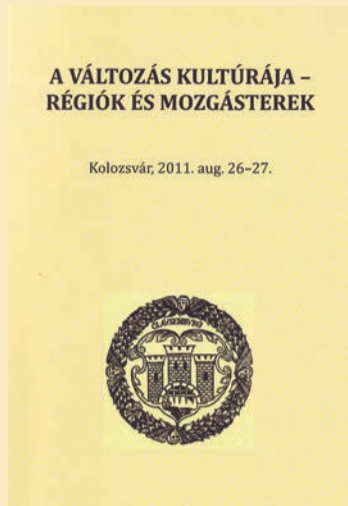 A VÁLTOZÁS KULTÚRÁJA –
RÉGIÓK ÉS MOZGÁSTEREK
Kolozsvár, 2011. aug. 26–27.